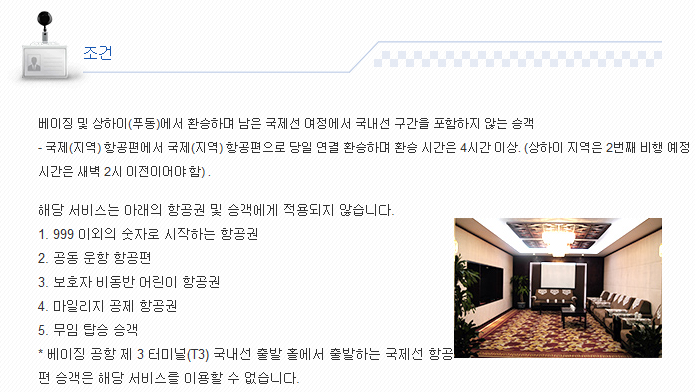 조건
베이징 및 상하이(푸동)에서 환승하며 남은 국제선 여정에서 국내선 구간을 포함하지 않는 승객
- 국제(지역) 항공편에서 국제(지역) 항공편으로 당일 연결 환승하며 환승 시간은 4시간 이상. (상하이 지역은 2번째 비행 예정
시간은 새벽 2시 이전이어야 함) .
해당 서비스는 아래의 항공권 및 승객에게 적용되지 않습니다.
1. 999 이외의 숫자로 시작하는 항공권
2. 공동 운항 항공편
3. 보호자 비동반 어린이 항공권
4. 마일리지 공제 항공권
5. 무임 탑승 승객
* 베이징 공항 제 3 터미널(T3) 국내선 출발 홀에서 출발하는 국제선 항공
편 승객은 해당 서비스를 이용할 수 없습니다.